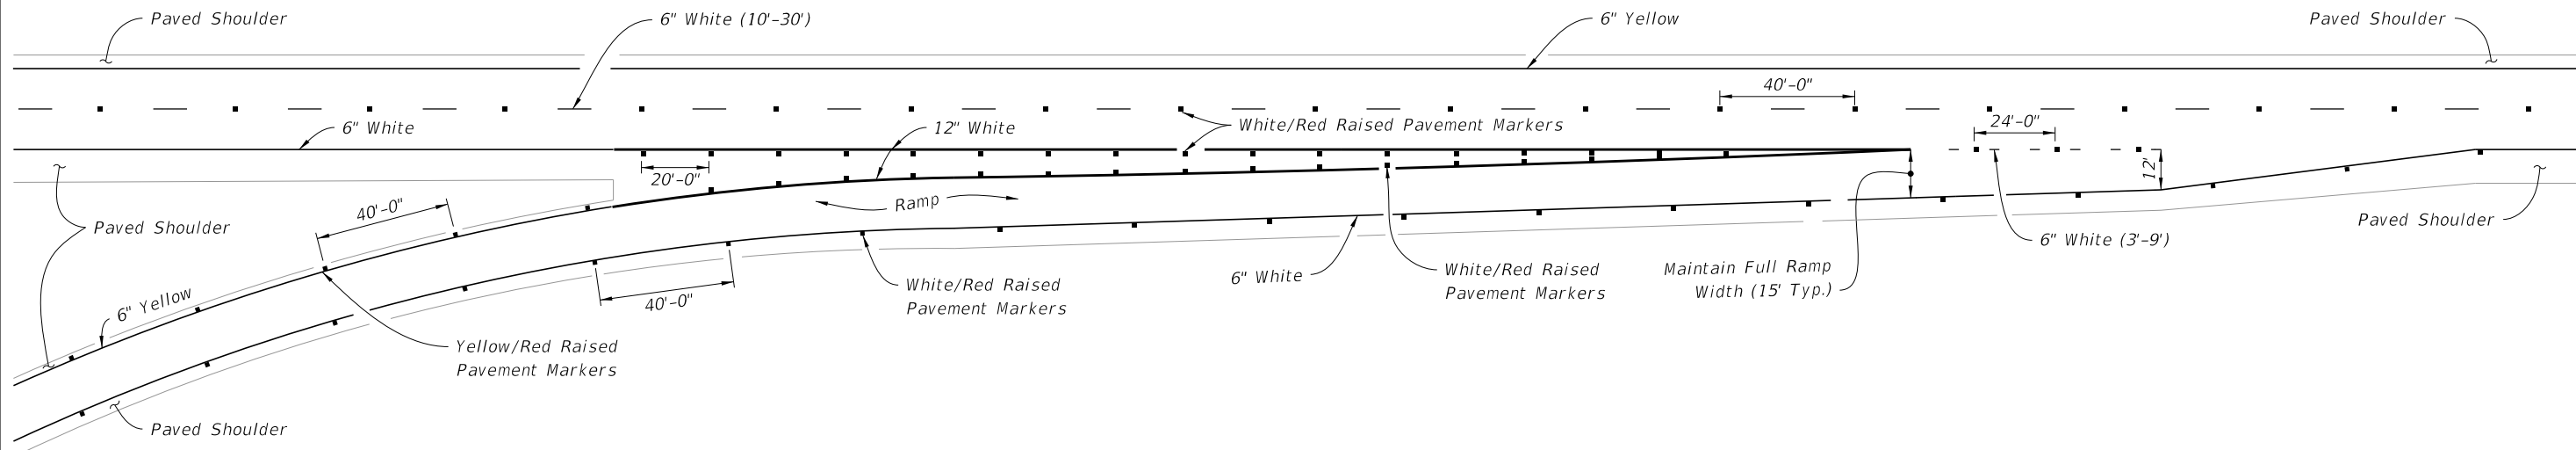 Paved Shoulder
6" White (10'-30')
6" Yellow
Paved Shoulder
40'-0"
6" White
12" White
White/Red Raised Pavement Markers
24'-0"
12'
20'-0"
Ramp
40'-0"
Paved Shoulder
Paved Shoulder
6" White (3'-9')
6" Yellow
40'-0"
White/Red Raised
Pavement Markers
6" White
White/Red Raised
Pavement Markers
Maintain Full Ramp
Width (15' Typ.)
Yellow/Red Raised
Pavement Markers
Paved Shoulder